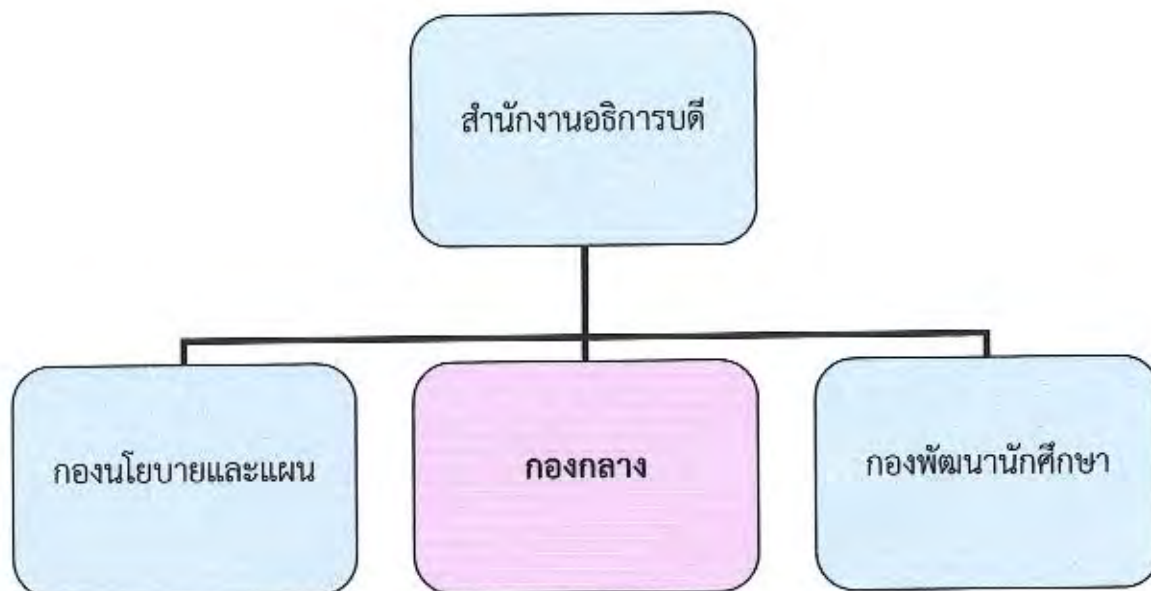 สำนักงานอธิการบดี
กองนโยบายและแผน
กองกลาง
กองพัฒนานักศึกษา